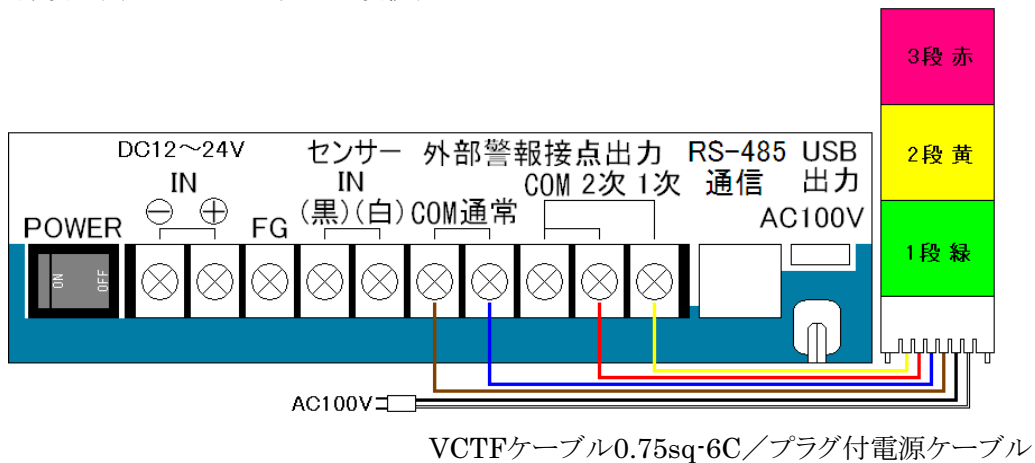 3段 赤
2段 黄
1段 緑
DC12～24V
IN
⊖ ⊕
センサー
IN
(黒)(白)
外部警報接点出力
COM 2次 1次
COM通常
RS-485
通信
USB
出力
AC100V
POWER
FG
ON
OFF
AC100V
VCTFケーブル0.75sq-6C／プラグ付電源ケーブル